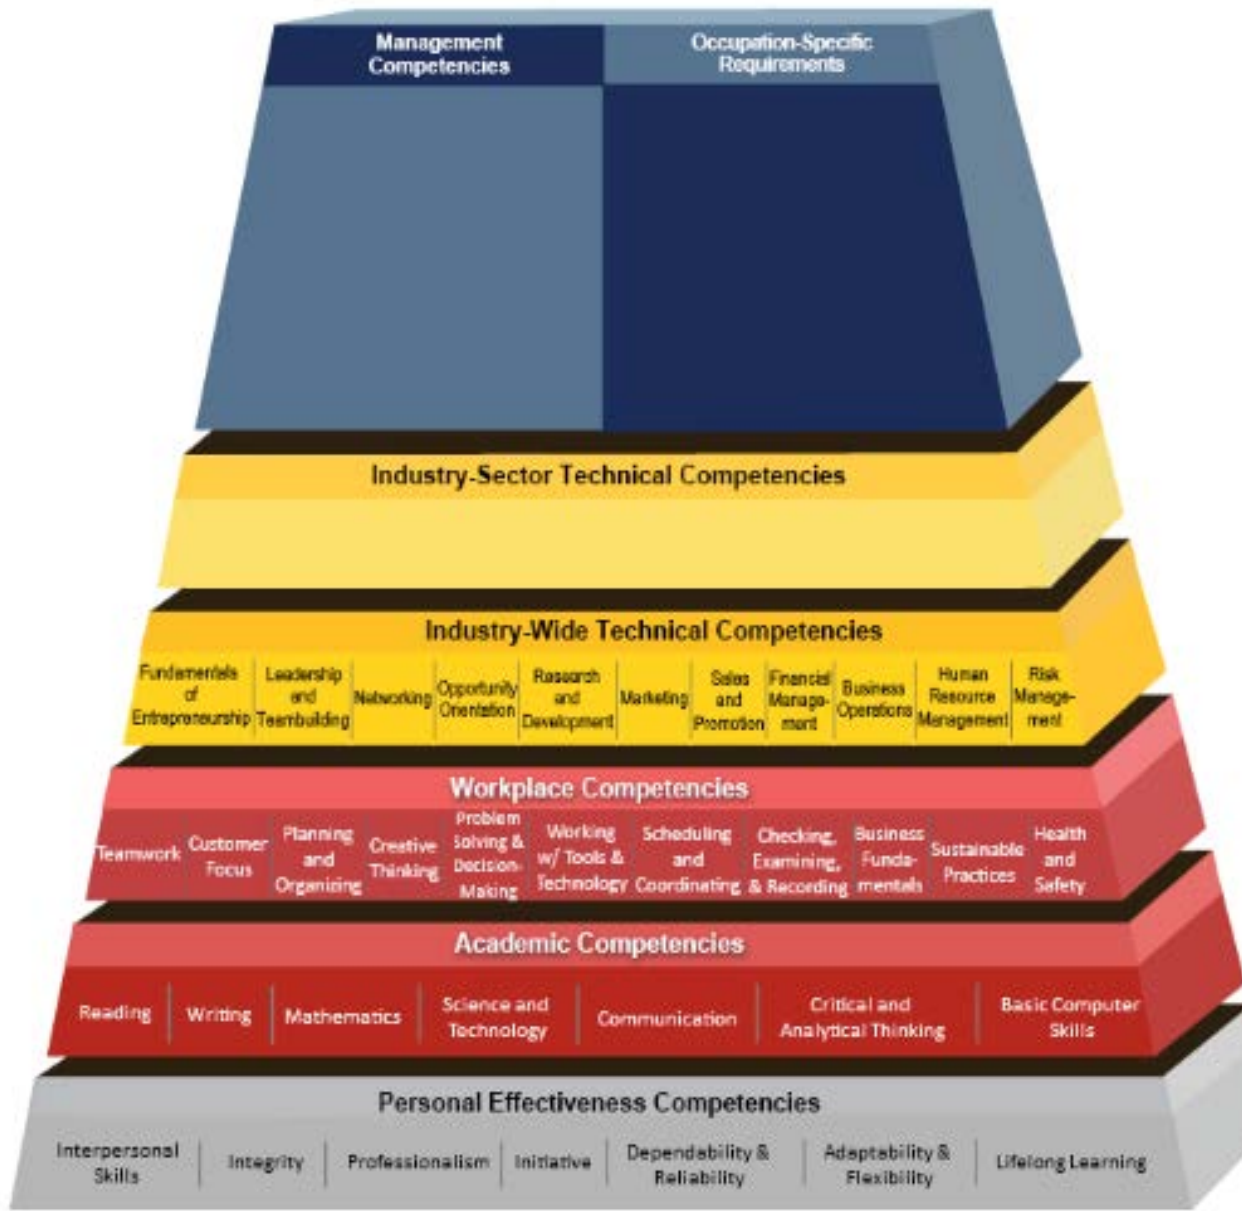 Management
Competencies
Occupation-Specific
Requirements
Industry-Sector Technical Competencies
Industry-Wide Technical Competencies
Fundamentals
of
Entrepreneurship
Leadership
and
Teambuilding
Networking
Opportunity
Orientation
Research
and
Development
Marketing
Sales
and
Promotion
Financial
Manage-
ment
Business
Operations
Human
Resource
Management
Risk
Manage-
ment
Workplace Competencies
Teamwork
Customer
Focus
Planning
and
Organizing
Creative
Thinking
Problem
Solving &
Decision-
Making
Working
w/ Tools &
Technology
Scheduling
and
Coordinating
Checking,
Examining,
& Recording
Business
Funda-
mentals
Sustainable
Practices
Health
and
Safety
Academic Competencies
Reading
Writing
Mathematics
Science and
Technology
Communication
Critical and
Analytical Thinking
Basic Computer
Skills
Personal Effectiveness Competencies
Interpersonal
Skills
Integrity
Professionalism
Initiative
Dependability &
Reliability
Adaptability &
Flexibility
Lifelong Learning